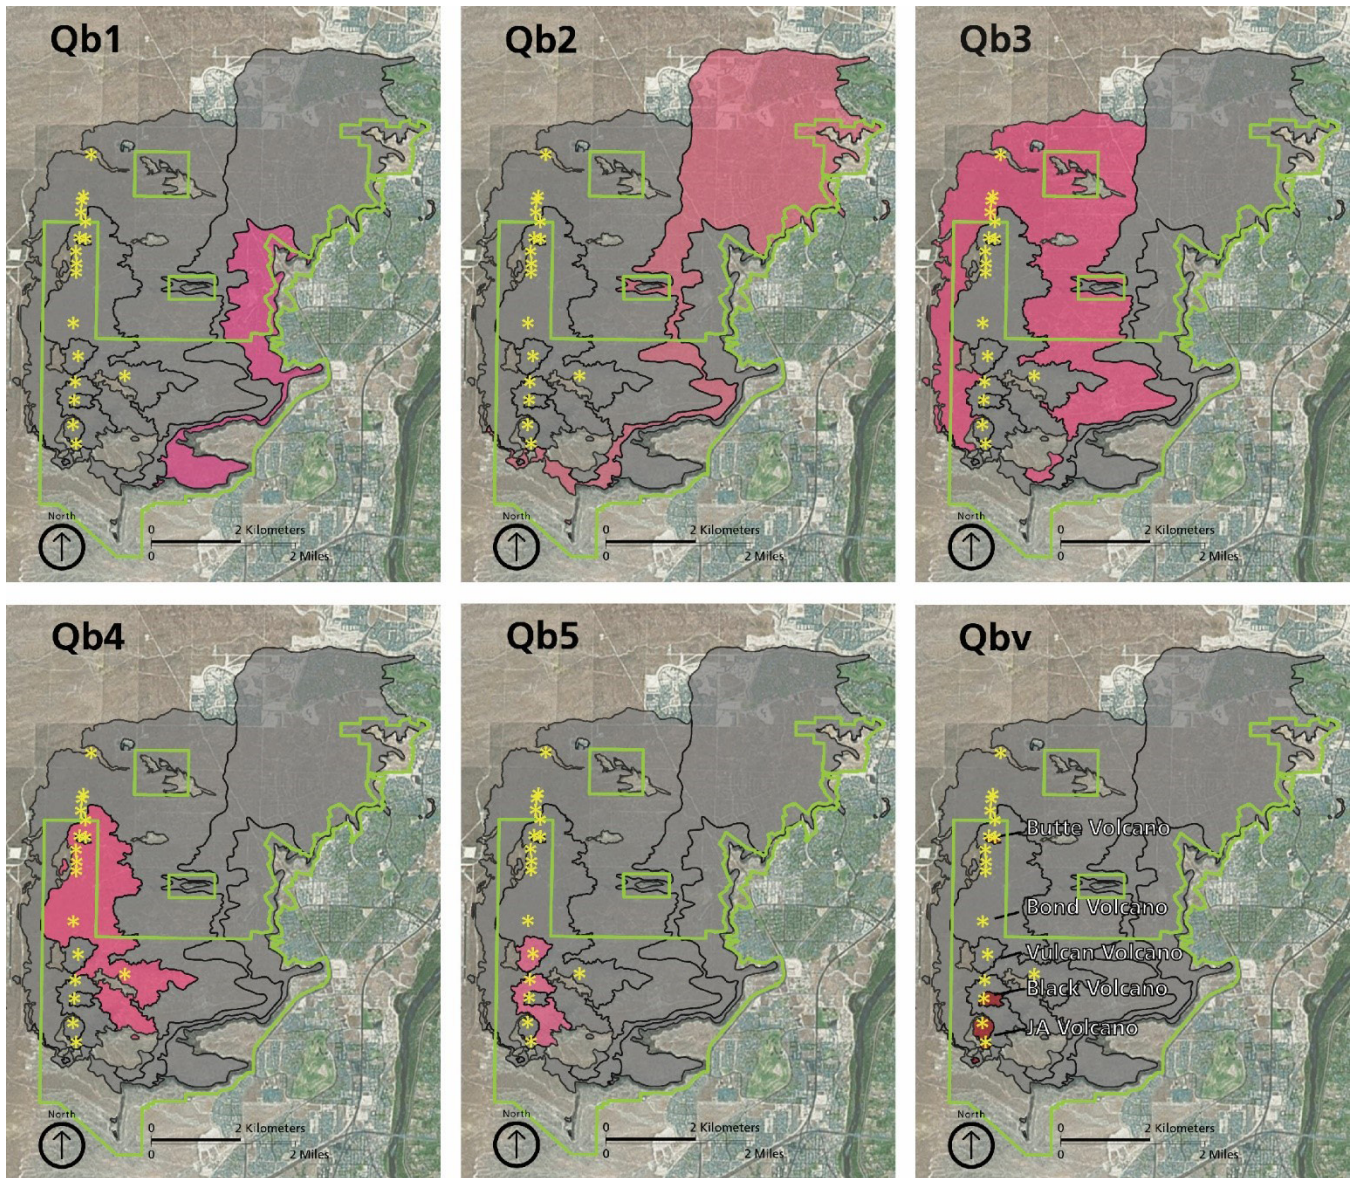 Qb1
Qb2
Qb3
North
0
2 Kilometers
0
2 Miles
North
0
2 Kilometers
0
2 Miles
North
0
2 Kilometers
0
2 Miles
Qb4
Qb5
Qbv
Butte Volcano
Bond Volcano
Vulcan Volcano
Black Volcano
JA Volcano
North
0
2 Kilometers
0
2 Miles
North
0
2 Kilometers
0
2 Miles
North
0
2 Kilometers
0
2 Miles